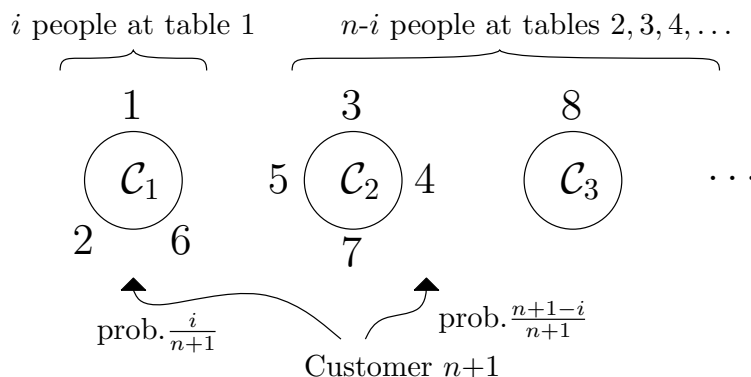 i people at table 1 n-i people at tables 2, 3, 4, ...
1 3 8
C₁ 5 C₂ 4 C₃ ...
2 6 7
prob. i/(n+1) prob. (n+1−i)/(n+1)
Customer n+1